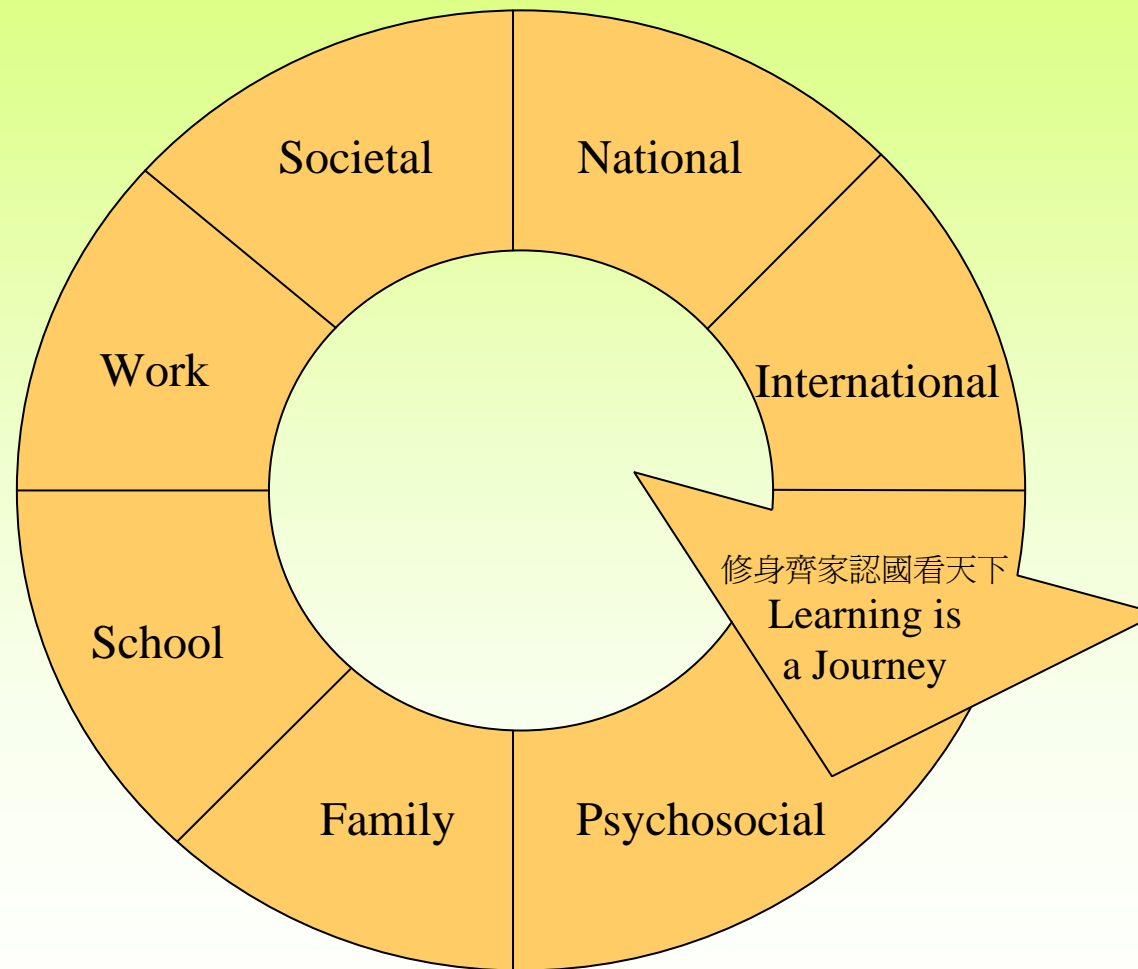 Societal
National
Work
International
修身齊家認國看天下
Learning is
a Journey
School
Family
Psychosocial